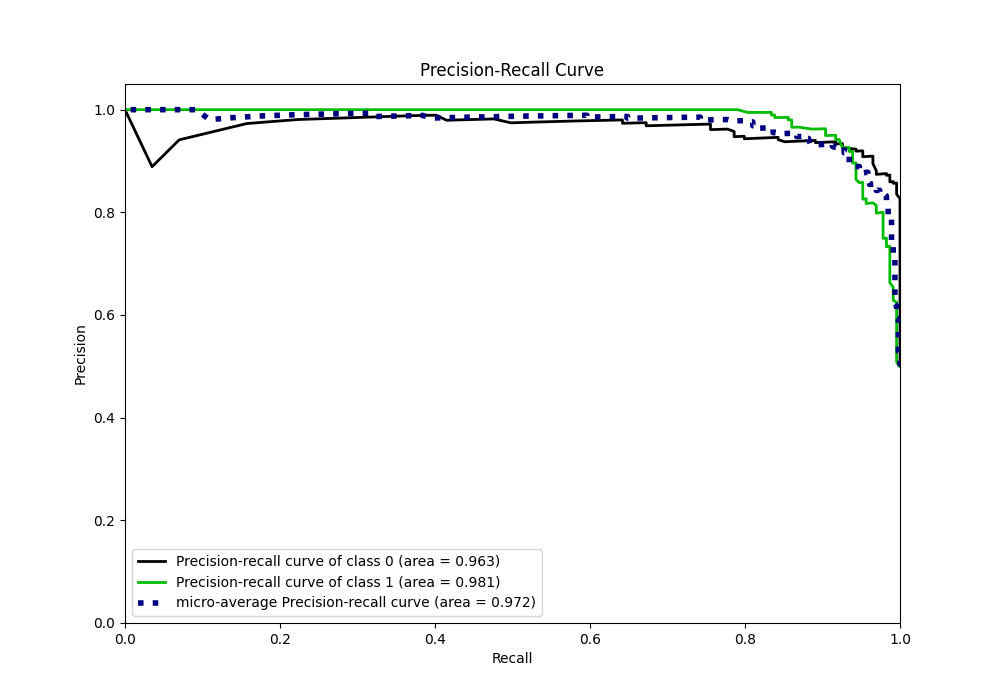 Precision-Recall Curve
1.0
0.8
0.6
0.4
0.2
0.0
Precision
Precision-recall curve of class 0 (area = 0.963)
Precision-recall curve of class 1 (area = 0.981)
micro-average Precision-recall curve (area = 0.972)
0.0 0.2 0.4 0.6 0.8 1.0
Recall